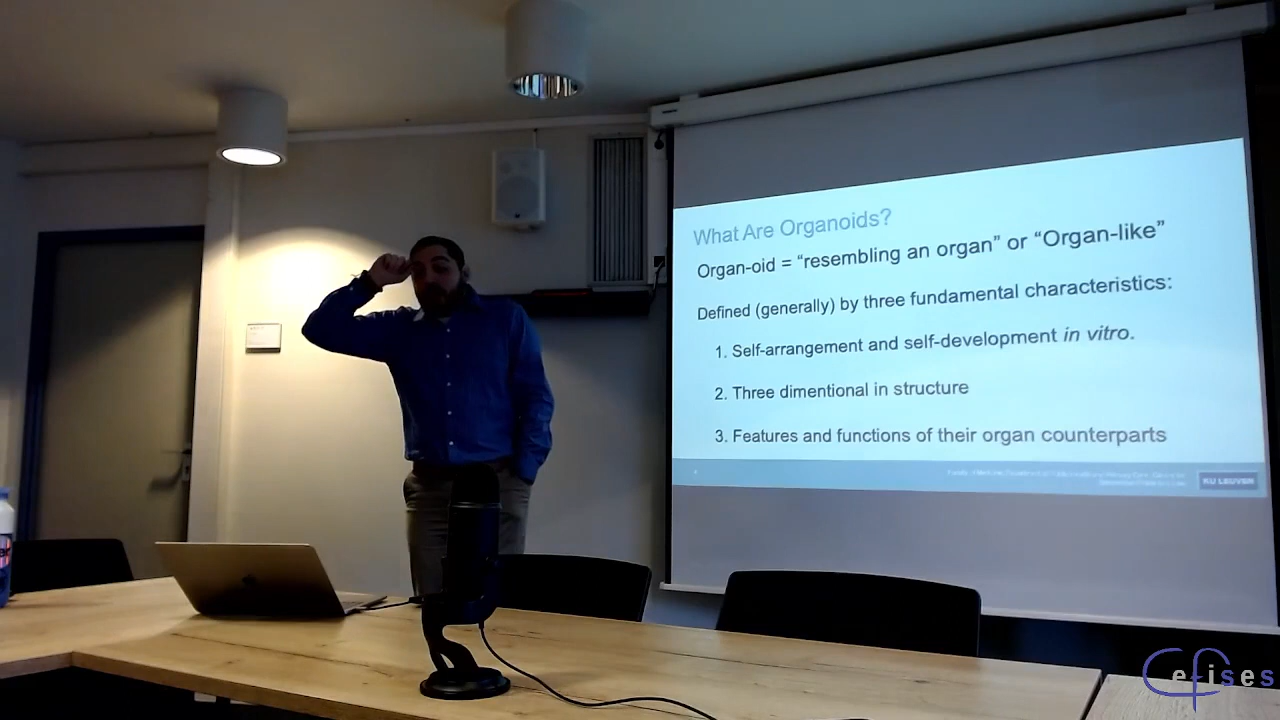 What Are Organoids?
Organ-oid = “resembling an organ” or “Organ-like”
Defined (generally) by three fundamental characteristics:
1. Self-arrangement and self-development in vitro.
2. Three dimentional in structure
3. Features and functions of their organ counterparts
KU LEUVEN
Cefises